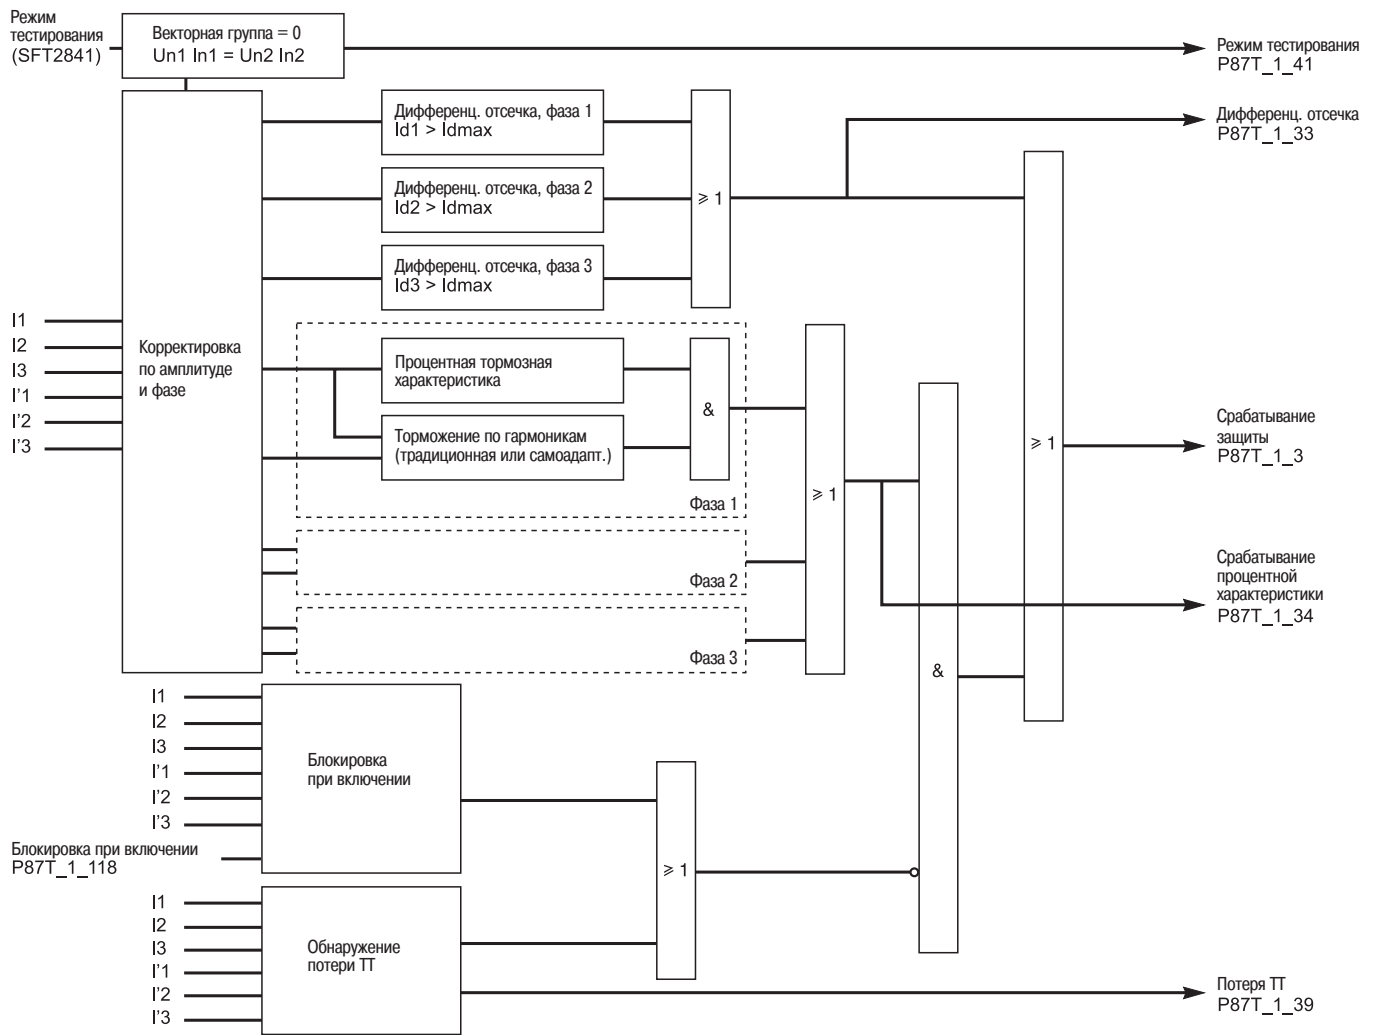 Режим
тестирования
(SFT2841)
Векторная группа = 0
Un1 In1 = Un2 In2
Режим тестирования
P87T_1_41
Дифференц. отсечка, фаза 1
Id1 > Idmax
Дифференц. отсечка
P87T_1_33
Дифференц. отсечка, фаза 2
Id2 > Idmax
⩾ 1
Дифференц. отсечка, фаза 3
Id3 > Idmax
I1
I2
I3
I'1
I'2
I'3
Корректировка
по амплитуде
и фазе
Процентная тормозная
характеристика
&
Торможение по гармоникам
(традиционная или самоадапт.)
Фаза 1
⩾ 1
⩾ 1
Срабатывание
защиты
P87T_1_3
Фаза 2
Срабатывание
процентной
характеристики
P87T_1_34
Фаза 3
&
I1
I2
I3
I'1
I'2
I'3
Блокировка
при включении
Блокировка при включении
P87T_1_118
⩾ 1
I1
I2
I3
I'1
I'2
I'3
Обнаружение
потери ТТ
Потеря ТТ
P87T_1_39